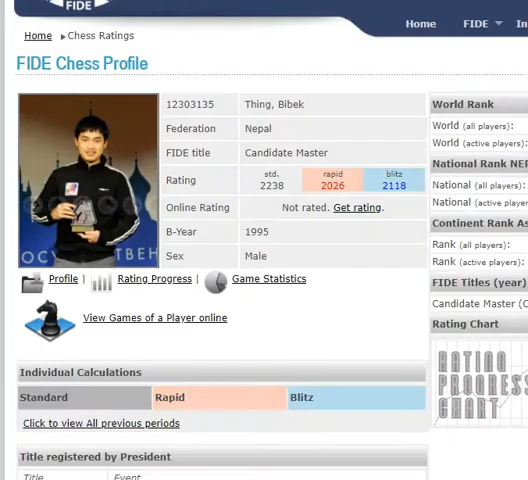 FIDE
Home FIDE In
Home Chess Ratings
FIDE Chess Profile
12303135 Thing, Bibek
Federation Nepal
FIDE title Candidate Master
Rating std. 2238 rapid 2026 blitz 2118
Online Rating Not rated. Get rating.
B-Year 1995
Sex Male
World Rank
World (all players):
World (active players):
National Rank NEP
National (all players):
National (active player
Continent Rank As
Rank (all players):
Rank (active players):
FIDE Titles (year)
Candidate Master (C
Rating Chart
RATING
PROGRESS
CHART
Profile | Rating Progress | Game Statistics
View Games of a Player online
Individual Calculations
Standard Rapid Blitz
Click to view All previous periods
Title registered by President
Title Event